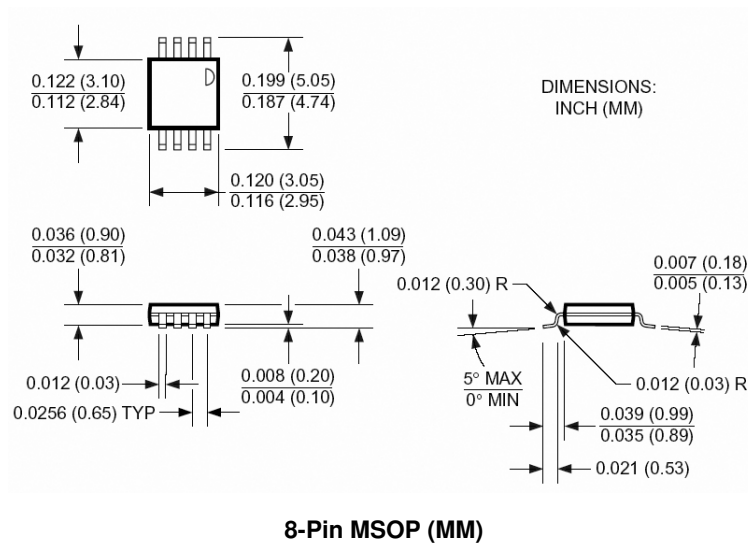 0.122 (3.10)
0.112 (2.84)
0.199 (5.05)
0.187 (4.74)
DIMENSIONS:
INCH (MM)
0.120 (3.05)
0.116 (2.95)
0.036 (0.90)
0.032 (0.81)
0.043 (1.09)
0.038 (0.97)
0.007 (0.18)
0.005 (0.13)
0.012 (0.30) R
0.012 (0.03)
0.008 (0.20)
0.004 (0.10)
5° MAX
0° MIN
0.012 (0.03) R
0.0256 (0.65) TYP
0.039 (0.99)
0.035 (0.89)
0.021 (0.53)
8-Pin MSOP (MM)